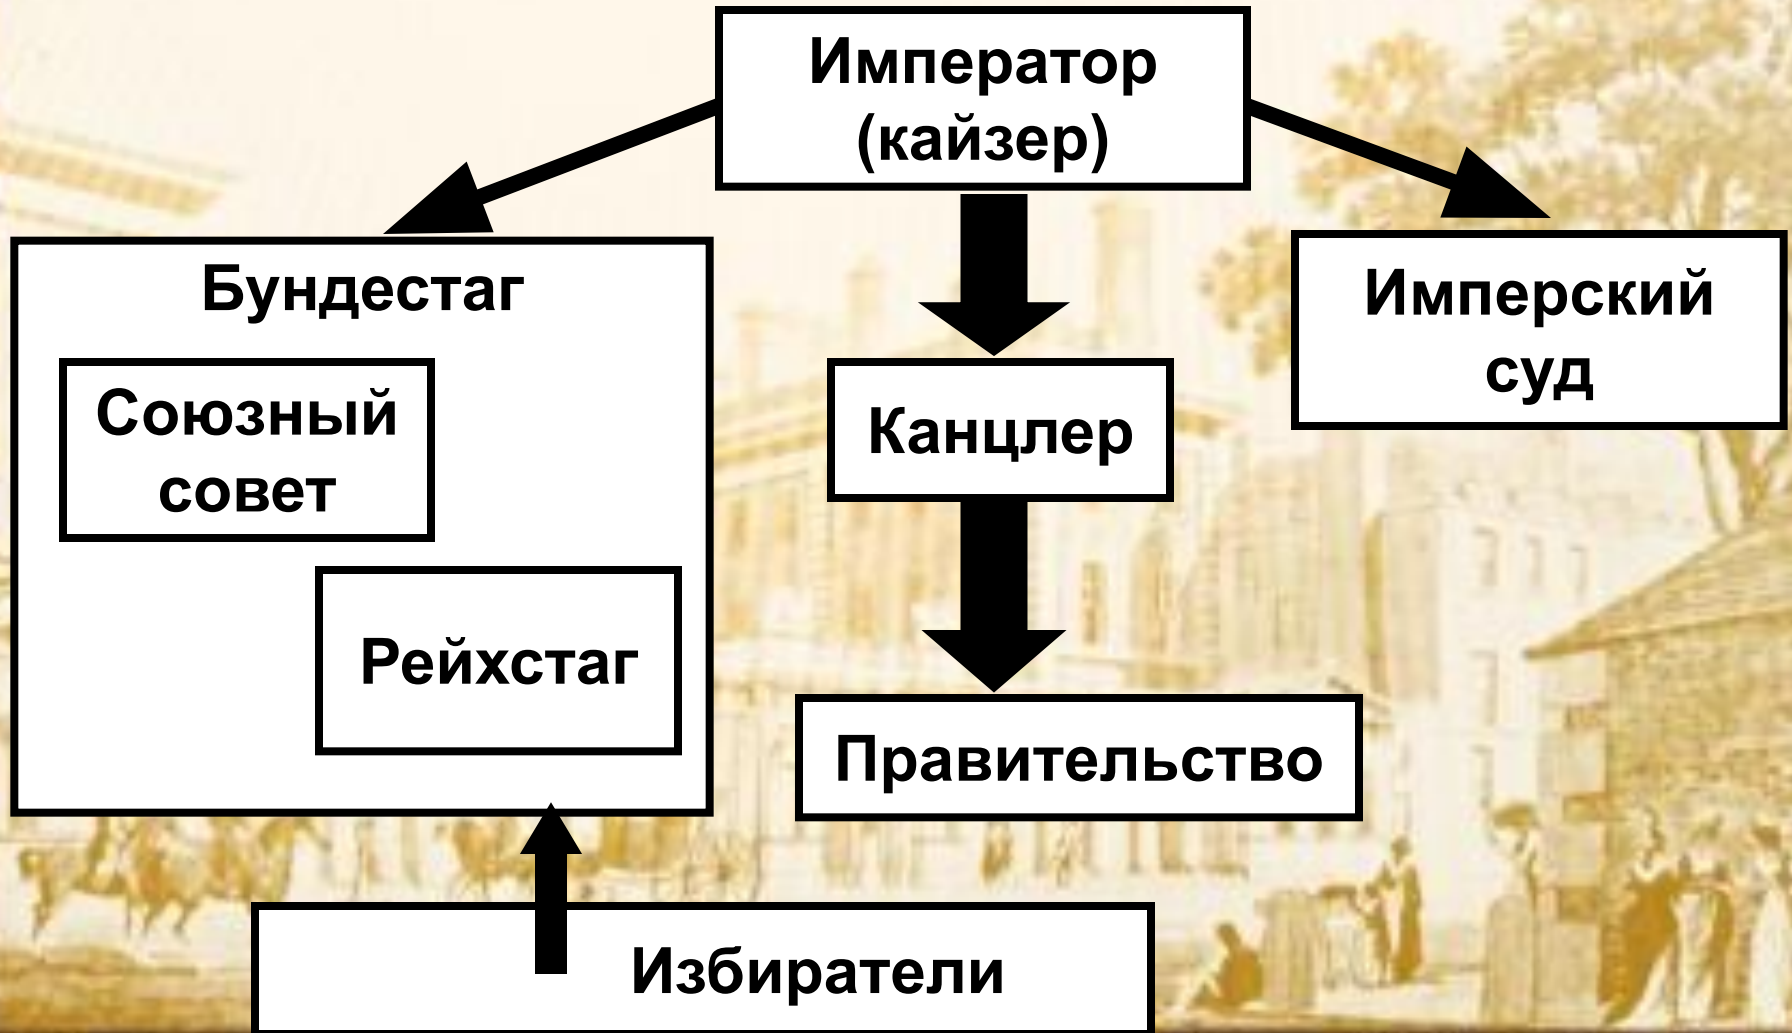 Император
(кайзер)
Бундестаг
Союзный
совет
Рейхстаг
Канцлер
Правительство
Имперский
суд
Избиратели